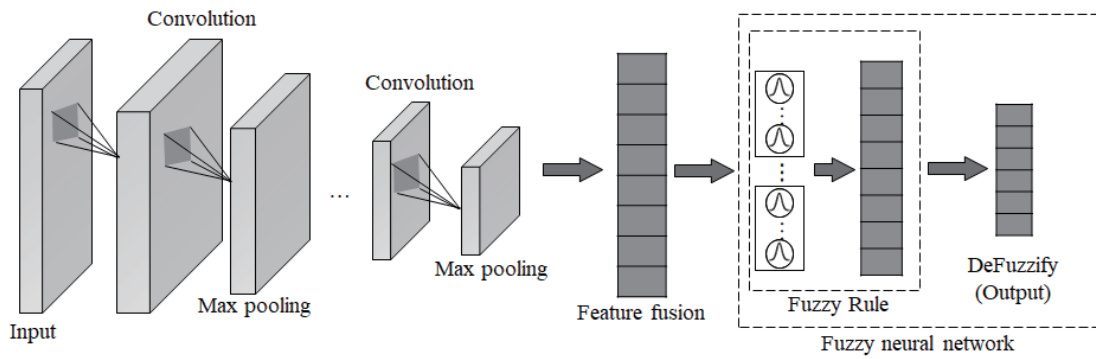 Convolution
Convolution
...
Max pooling
Max pooling
Input
Feature fusion
Fuzzy Rule
DeFuzzify
(Output)
Fuzzy neural network